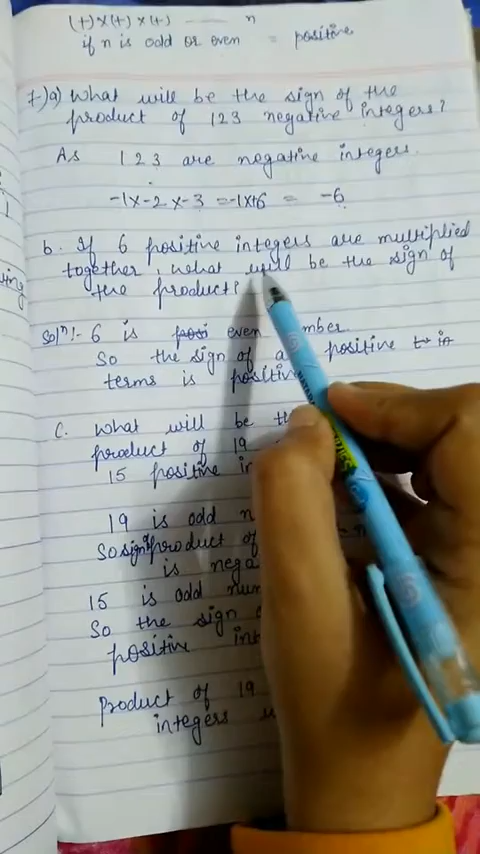 (+)×(+)×(+) ——— n
if n is odd or even = positive
7-)a) What will be the sign of the
product of 123 negative integers?
As 123 are negative integers.
-1×-2×-3 = -1×+6 = -6
b. If 6 positive integers are multiplied
together, what will be the sign of
the product?
Solⁿ:- 6 is even
So the sign of a positive
terms is positive
C. What will be
product of 19
15 positive
19 is odd
So sign of product of
is
15 is odd
So the sign
positive
Product of 19
integers